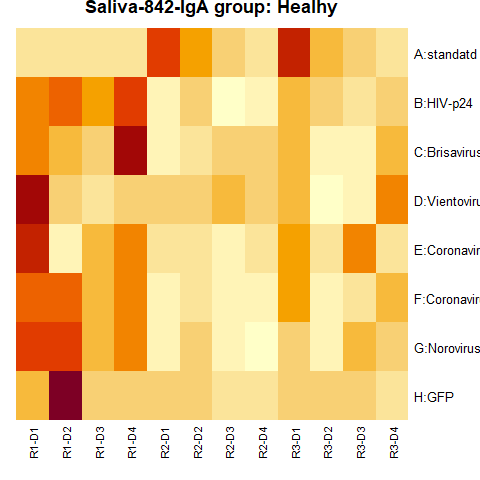 Saliva-842-IgA group: Healhy
A:standatd
B:HIV-p24
C:Brisavirus
D:Vientoviru
E:Coronavir
F:Coronavir
G:Norovirus
H:GFP
R1-D1 R1-D2 R1-D3 R1-D4 R2-D1 R2-D2 R2-D3 R2-D4 R3-D1 R3-D2 R3-D3 R3-D4